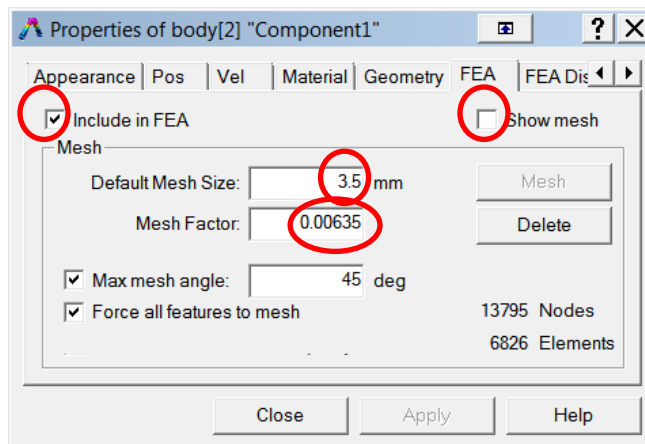 Properties of body[2] "Component1"
Appearance Pos Vel Material Geometry FEA FEA Dis
Include in FEA Show mesh
Mesh
Default Mesh Size: 3.5 mm Mesh
Mesh Factor: 0.00635 Delete
Max mesh angle: 45 deg
Force all features to mesh 13795 Nodes
6826 Elements
Close Apply Help